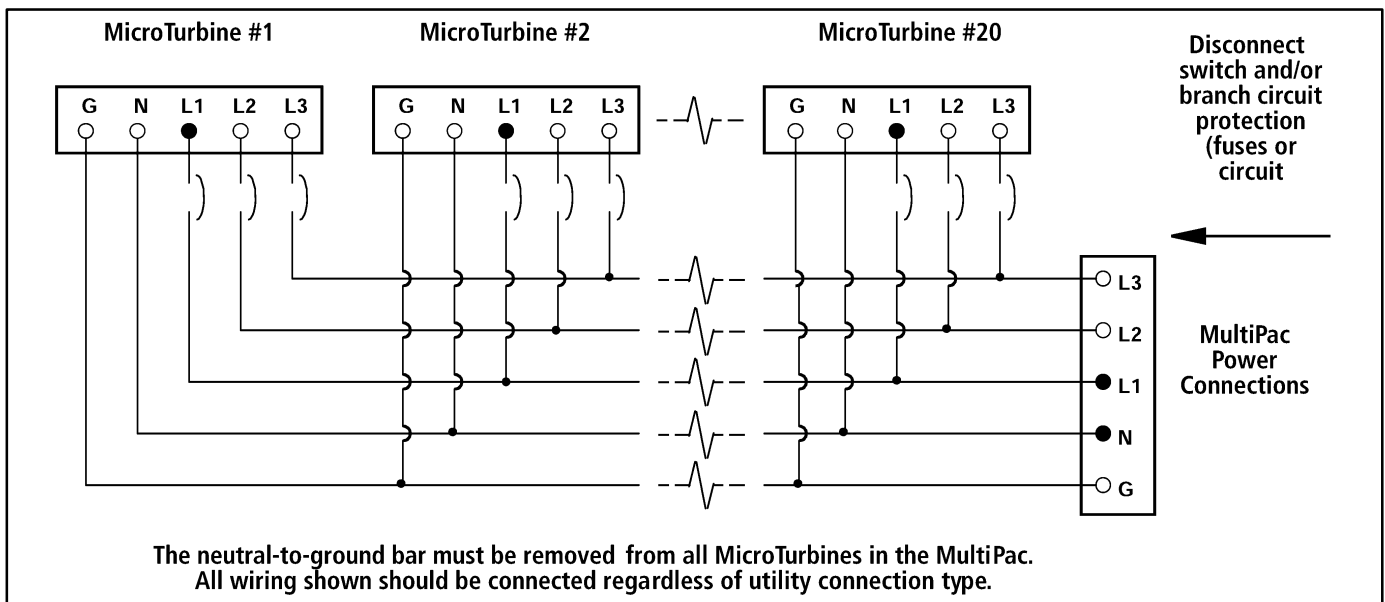 MicroTurbine #1
MicroTurbine #2
MicroTurbine #20
Disconnect
switch and/or
branch circuit
protection
(fuses or
circuit
G N L1 L2 L3
G N L1 L2 L3
G N L1 L2 L3
L3
L2
L1
N
G
MultiPac
Power
Connections
The neutral-to-ground bar must be removed from all MicroTurbines in the MultiPac.
All wiring shown should be connected regardless of utility connection type.